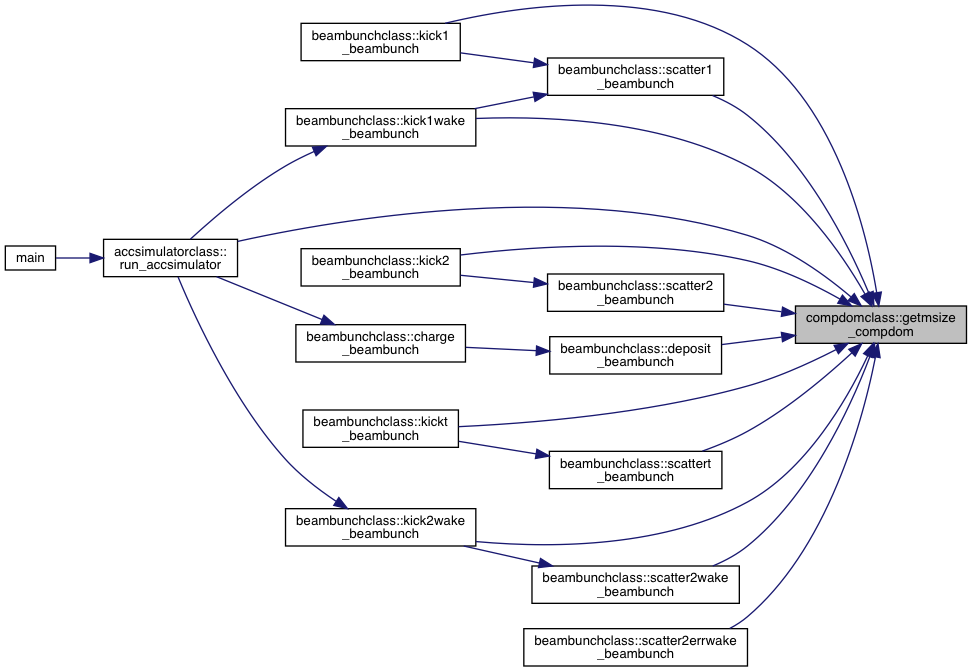 beambunchclass::kick1
_beambunch
beambunchclass::scatter1
_beambunch
beambunchclass::kick1wake
_beambunch
main
accsimulatorclass::
run_accsimulator
beambunchclass::kick2
_beambunch
beambunchclass::scatter2
_beambunch
compdomclass::getmsize
_compdom
beambunchclass::charge
_beambunch
beambunchclass::deposit
_beambunch
beambunchclass::kickt
_beambunch
beambunchclass::scattert
_beambunch
beambunchclass::kick2wake
_beambunch
beambunchclass::scatter2wake
_beambunch
beambunchclass::scatter2errwake
_beambunch